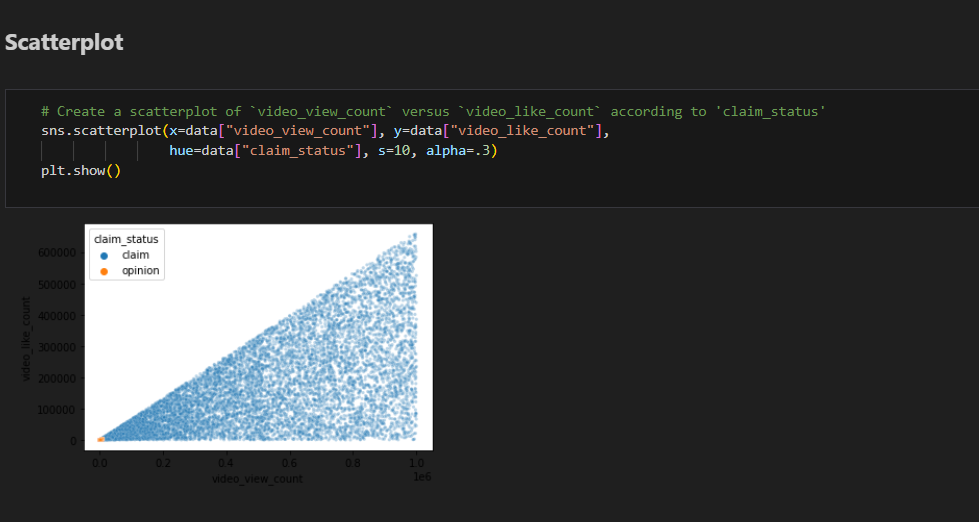 Scatterplot
# Create a scatterplot of `video_view_count` versus `video_like_count` according to 'claim_status'
sns.scatterplot(x=data["video_view_count"], y=data["video_like_count"],
hue=data["claim_status"], s=10, alpha=.3)
plt.show()
claim_status
claim
opinion
video_like_count
600000
500000
400000
300000
200000
100000
0
0.0 0.2 0.4 0.6 0.8 1.0
1e6
video_view_count